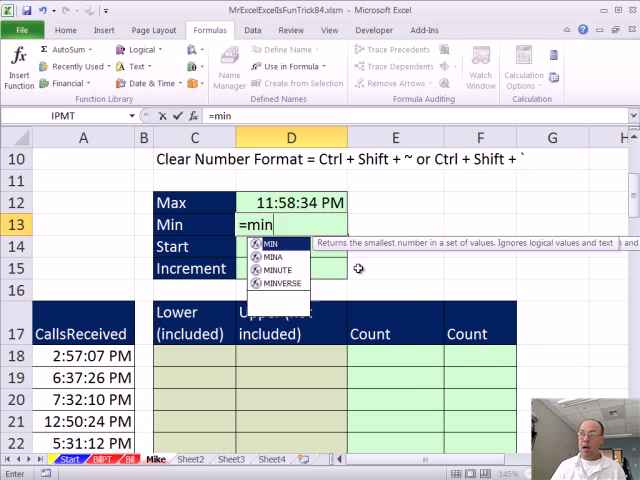 MrExcelExcelIsFunTrick84.xlsm - Microsoft Excel
File Home Insert Page Layout Formulas Data Review View Developer Add-Ins Acrobat
Insert Function
AutoSum
Recently Used
Financial
Logical
Text
Date & Time
Function Library
Name Manager
Define Name
Use in Formula
Create from Selection
Defined Names
Trace Precedents
Trace Dependents
Remove Arrows
Formula Auditing
Watch Window
Calculation Options
Calculation
IPMT fx =min
A B C D E F G H
10 Clear Number Format = Ctrl + Shift + ~ or Ctrl + Shift + `
11
12 Max 11:58:34 PM
13 Min =min
14 Start
15 Increment
MIN
MINA
MINUTE
MINVERSE
Returns the smallest number in a set of values. Ignores logical values and text
16
17 CallsReceived Lower (included) Upper (not included) Count Count
18 2:57:07 PM
19 6:37:26 PM
20 7:32:10 PM
21 12:50:24 PM
22 5:31:12 PM
Start BillPT Bill Mike Sheet2 Sheet3 Sheet4
Enter 145%